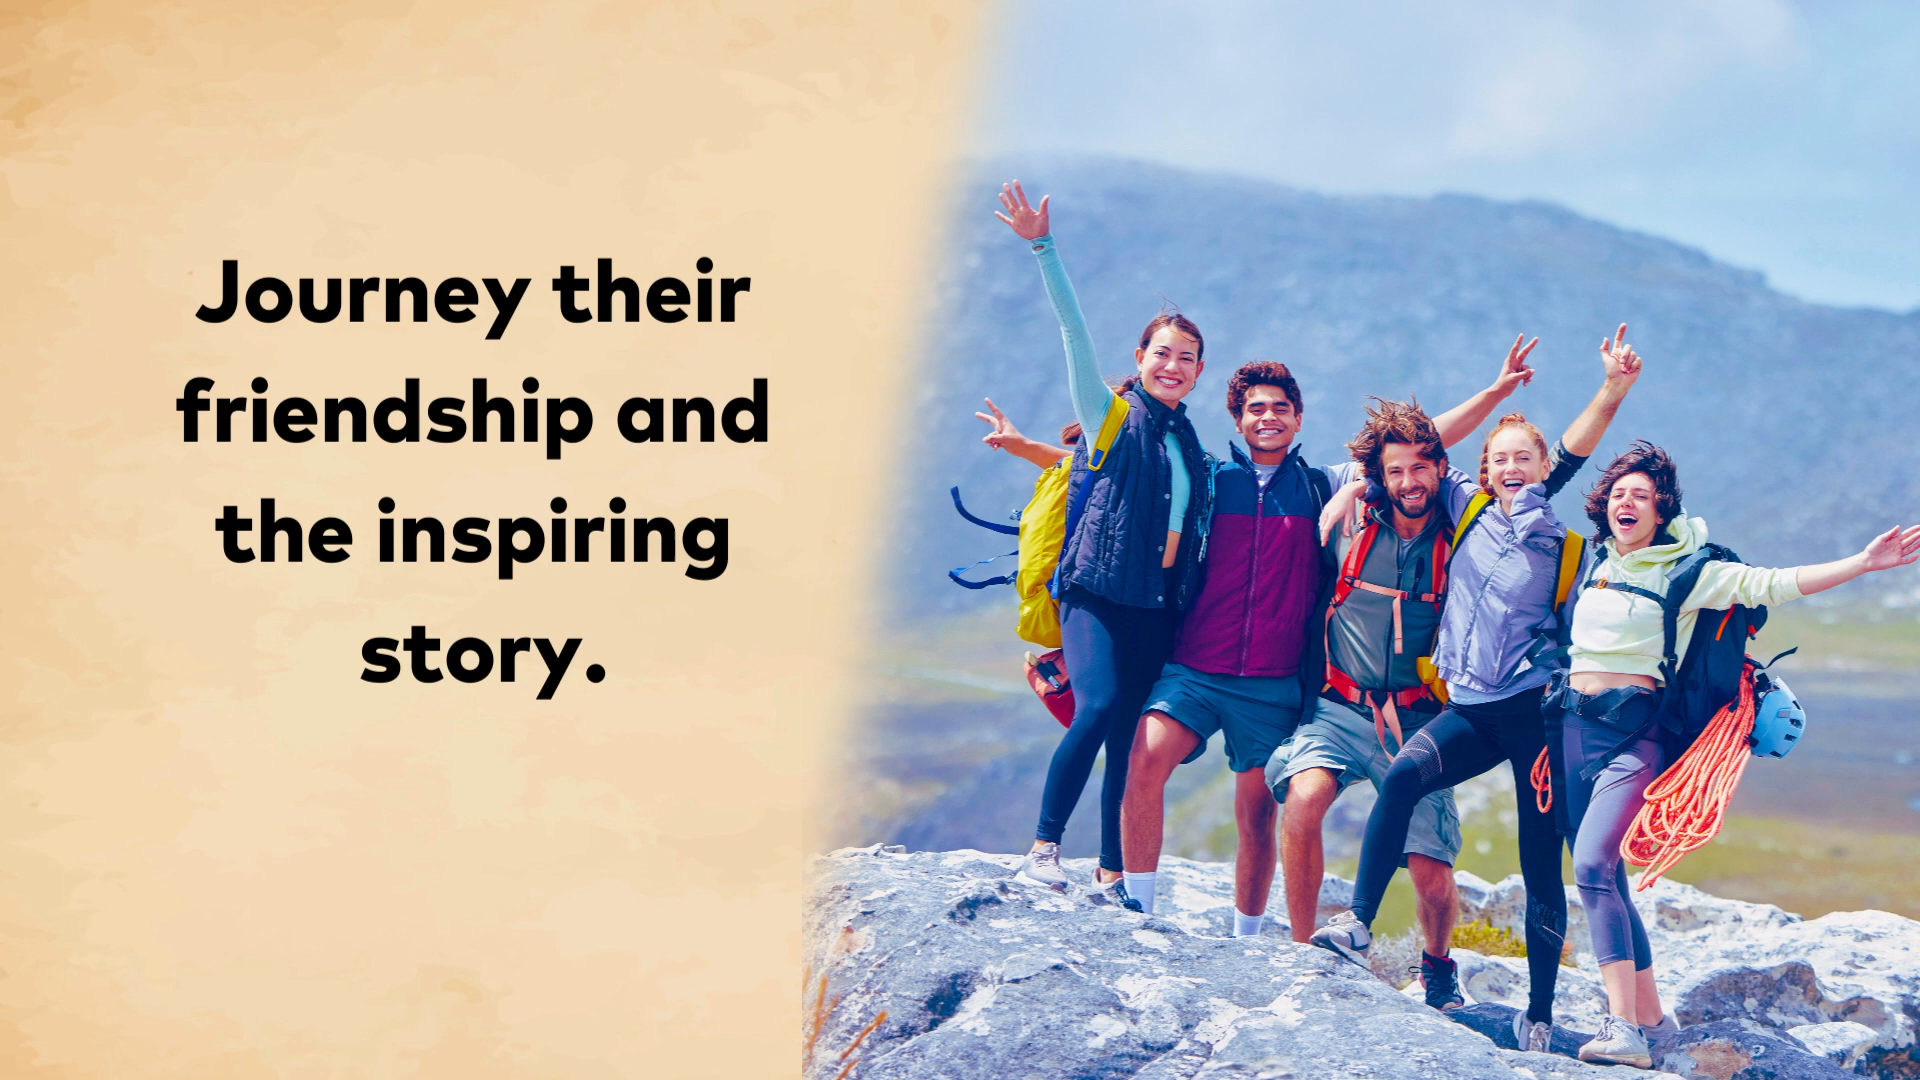 Journey their
friendship and
the inspiring
story.